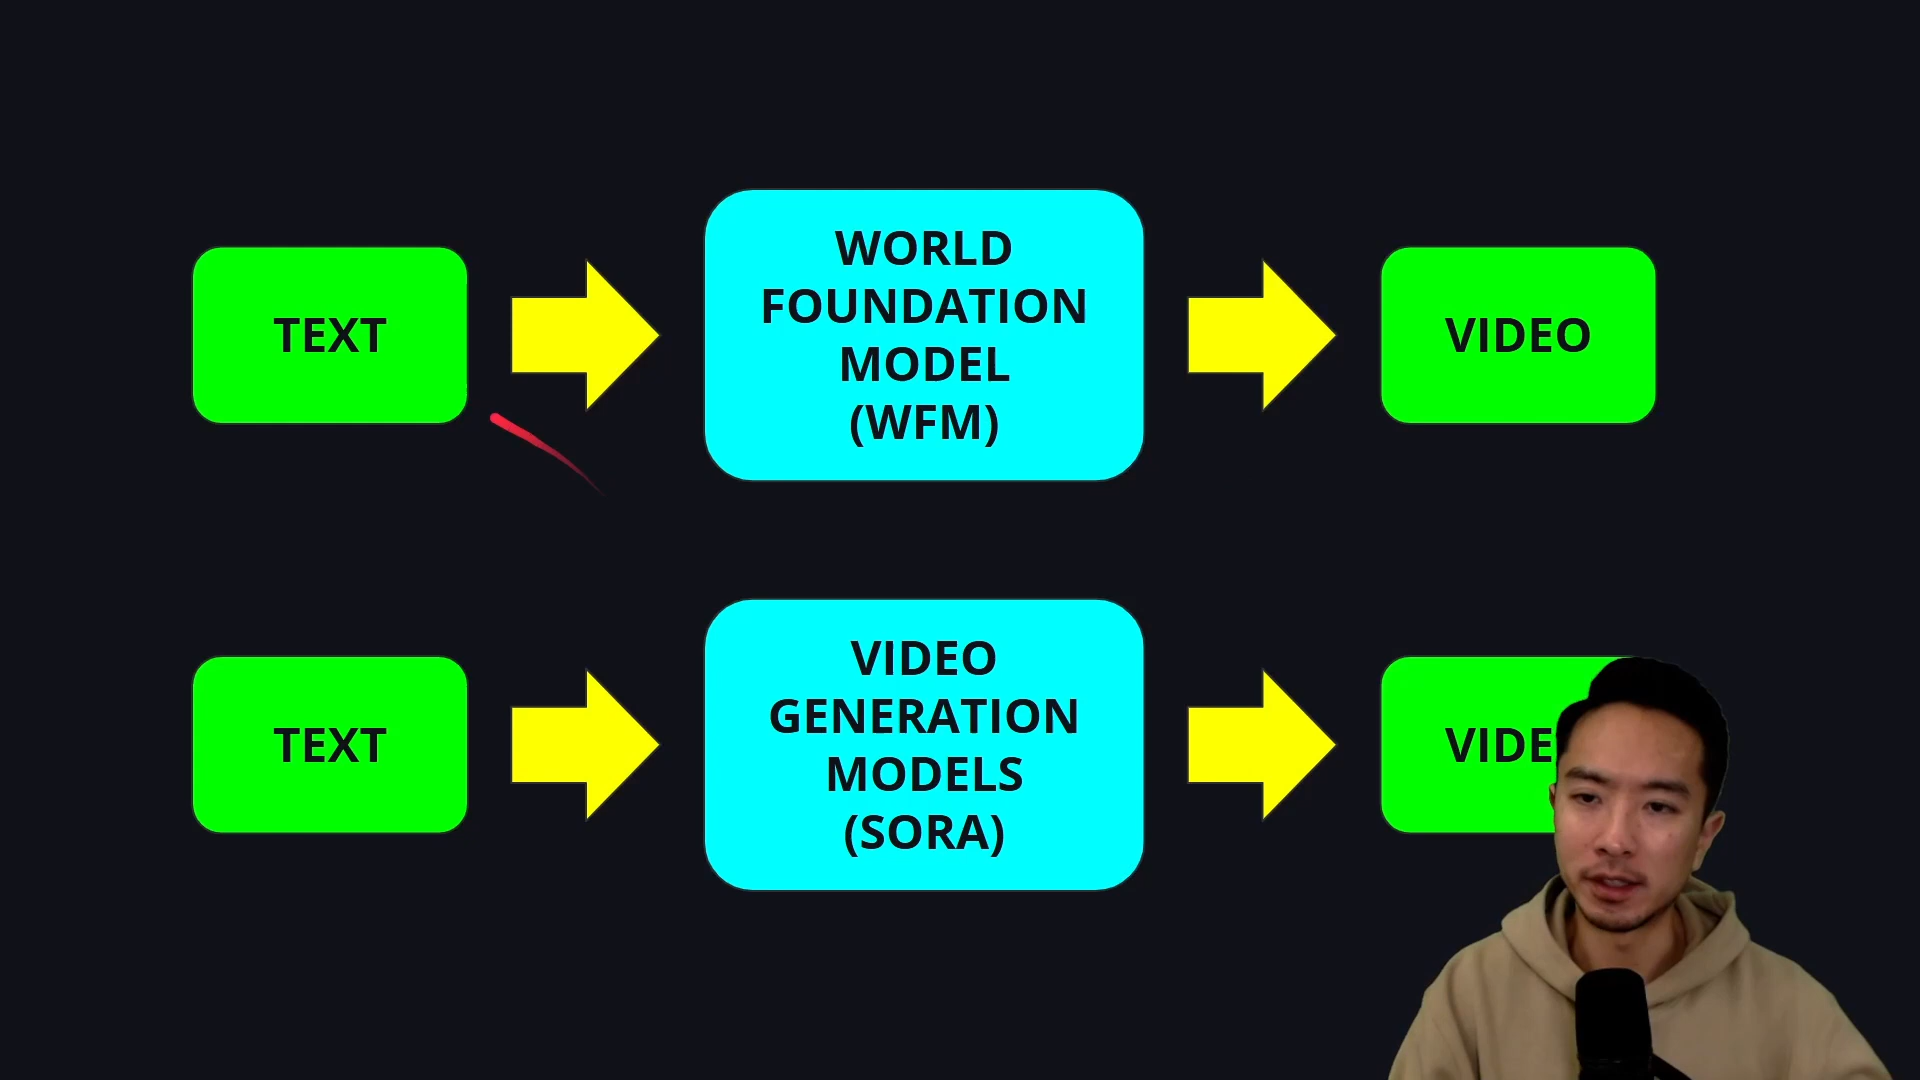 TEXT
WORLD
FOUNDATION
MODEL
(WFM)
VIDEO
TEXT
VIDEO
GENERATION
MODELS
(SORA)
VIDE